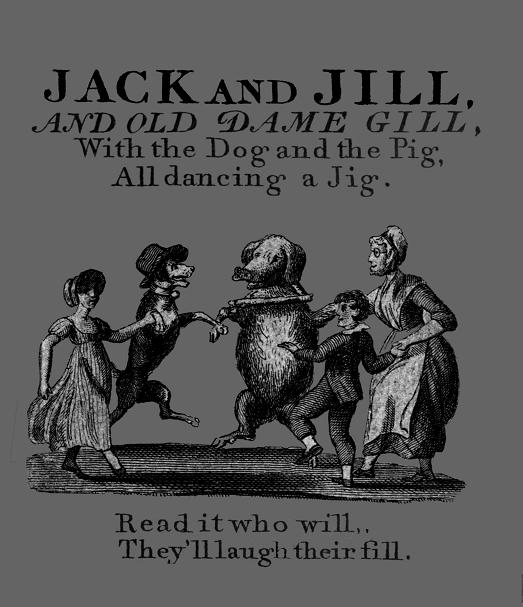 JACK AND JILL,
AND OLD DAME GILL,
With the Dog and the Pig,
All dancing a Jig.
Read it who will,.
They'll laugh their fill.